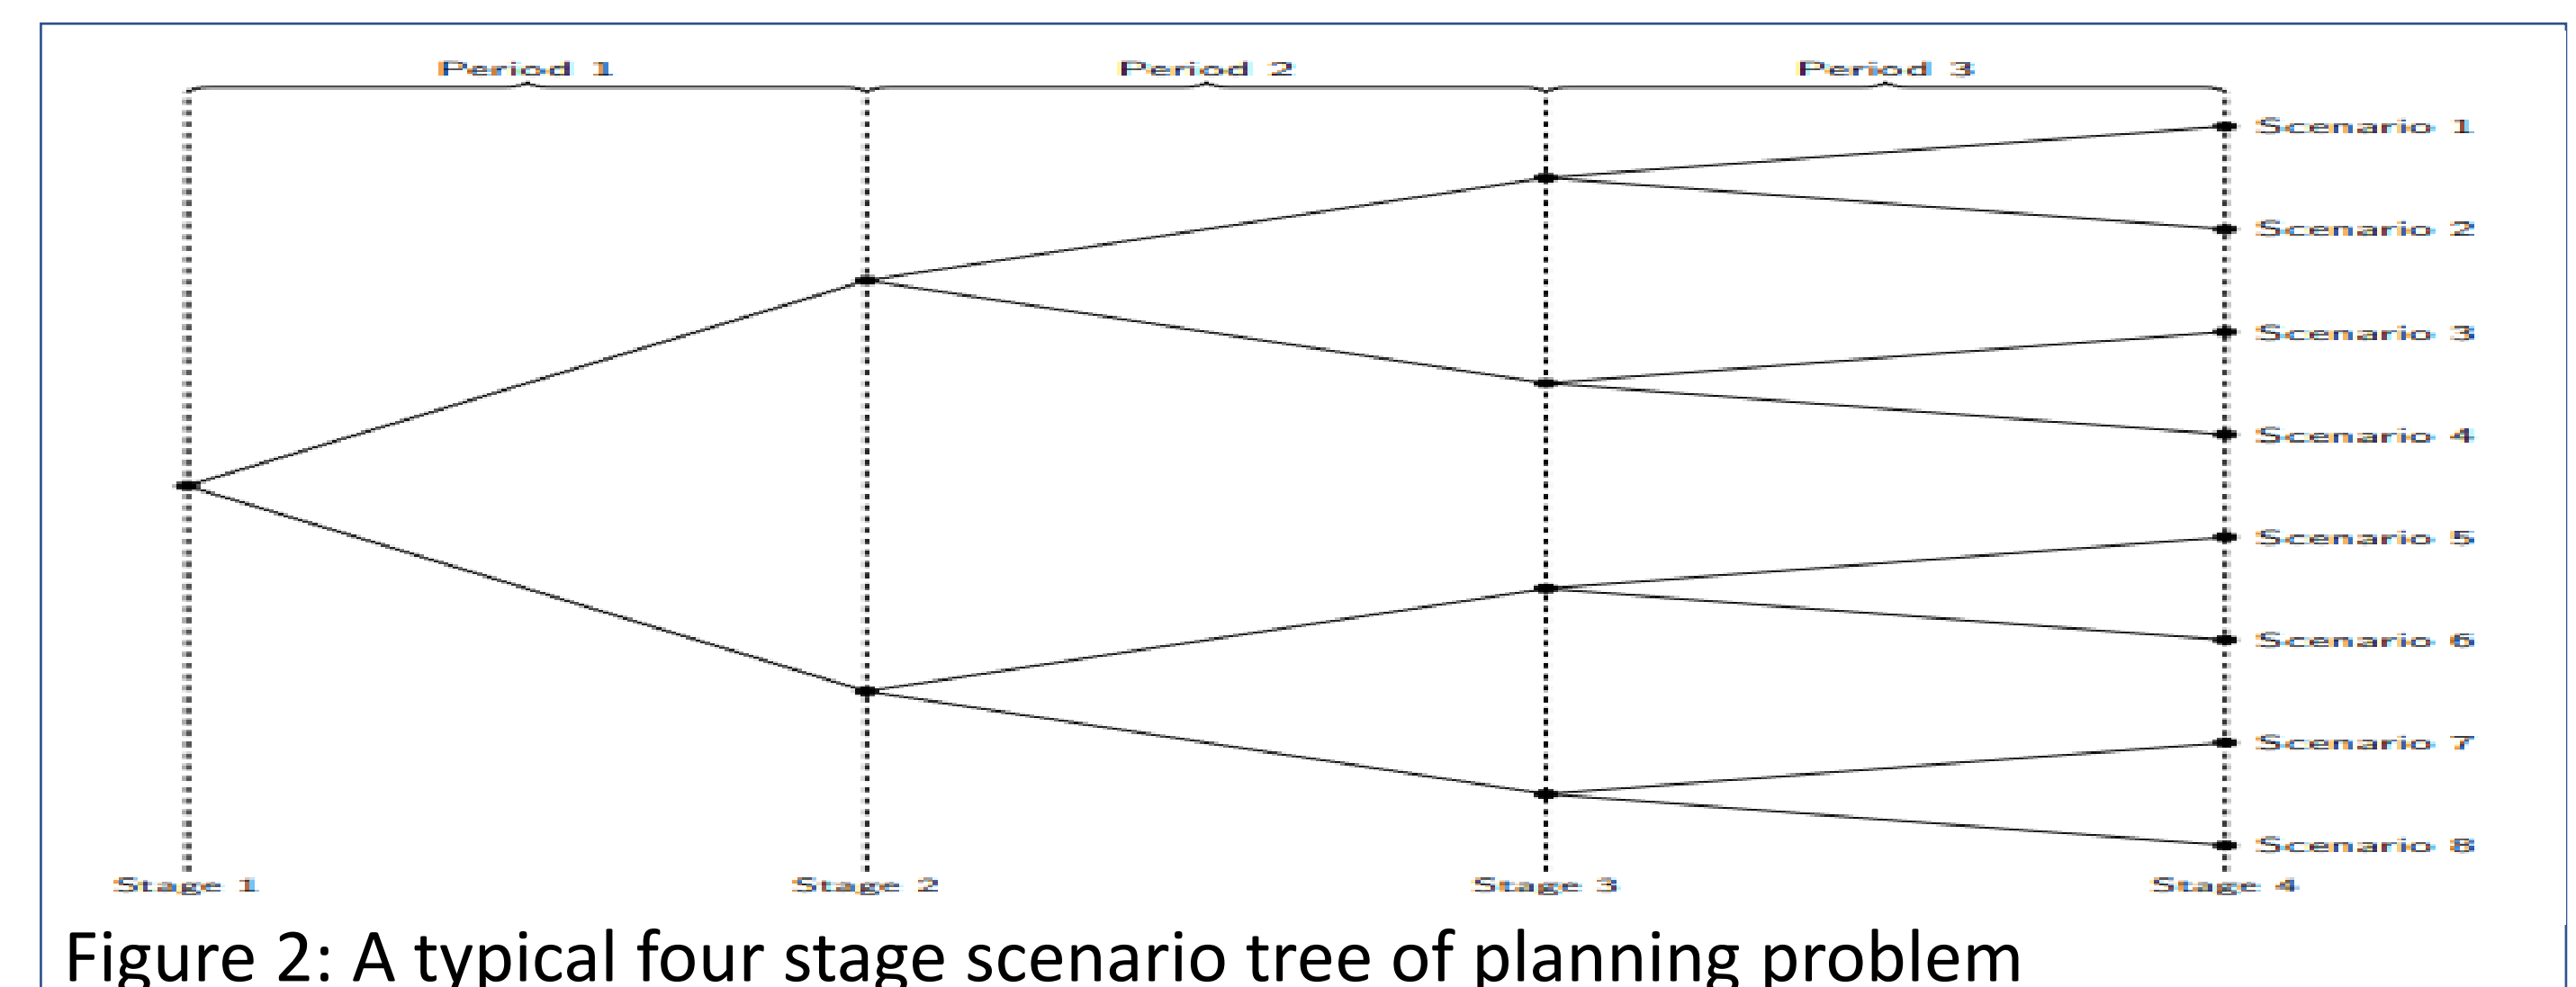 Period 1 Period 2 Period 3
Scenario 1
Scenario 2
Scenario 3
Scenario 4
Scenario 5
Scenario 6
Scenario 7
Scenario 8
Stage 1 Stage 2 Stage 3 Stage 4
Figure 2: A typical four stage scenario tree of planning problem